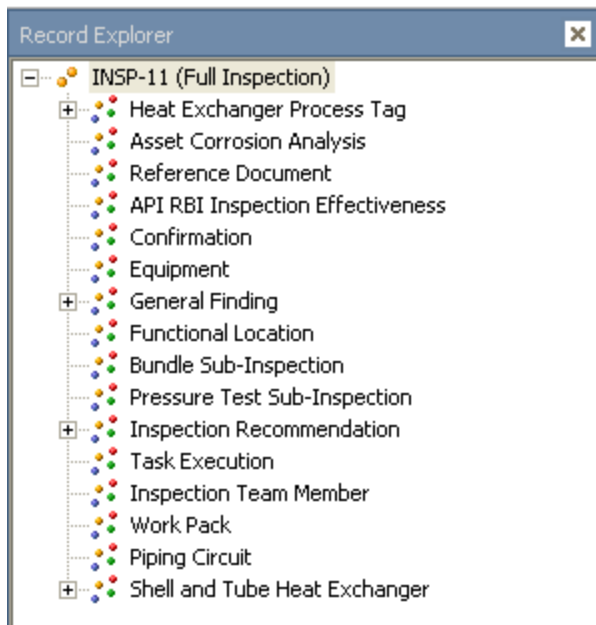 Record Explorer
INSP-11 (Full Inspection)
Heat Exchanger Process Tag
Asset Corrosion Analysis
Reference Document
API RBI Inspection Effectiveness
Confirmation
Equipment
General Finding
Functional Location
Bundle Sub-Inspection
Pressure Test Sub-Inspection
Inspection Recommendation
Task Execution
Inspection Team Member
Work Pack
Piping Circuit
Shell and Tube Heat Exchanger